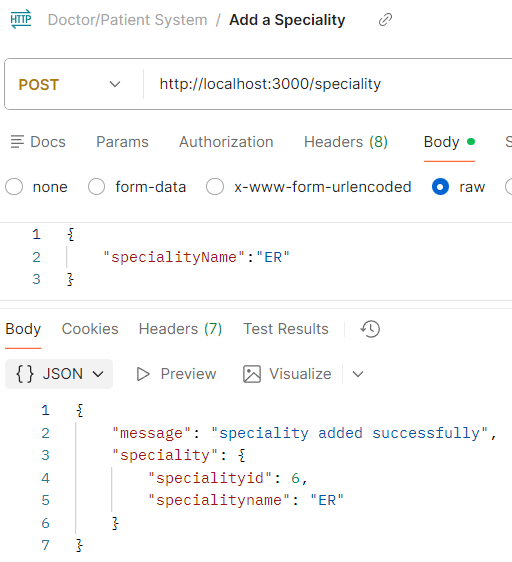 HTTP Doctor/Patient System / Add a Speciality
POST http://localhost:3000/speciality
Docs Params Authorization Headers (8) Body S
none form-data x-www-form-urlencoded raw
1 {
2 "specialityName":"ER"
3 }
Body Cookies Headers (7) Test Results
{} JSON Preview Visualize
1 {
2 "message": "speciality added successfully",
3 "speciality": {
4 "specialityid": 6,
5 "specialityname": "ER"
6 }
7 }